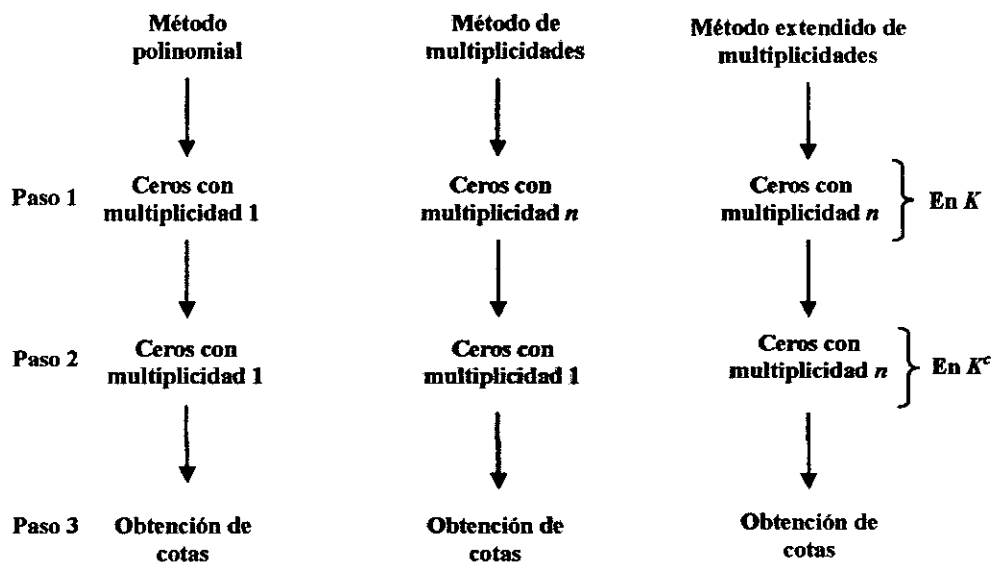 Método
polinomial
Método de
multiplicidades
Método extendido de
multiplicidades
Paso 1
Ceros con
multiplicidad 1
Ceros con
multiplicidad n
Ceros con
multiplicidad n
En K
Paso 2
Ceros con
multiplicidad 1
Ceros con
multiplicidad 1
Ceros con
multiplicidad n
En Kᶜ
Paso 3
Obtención de
cotas
Obtención de
cotas
Obtención de
cotas